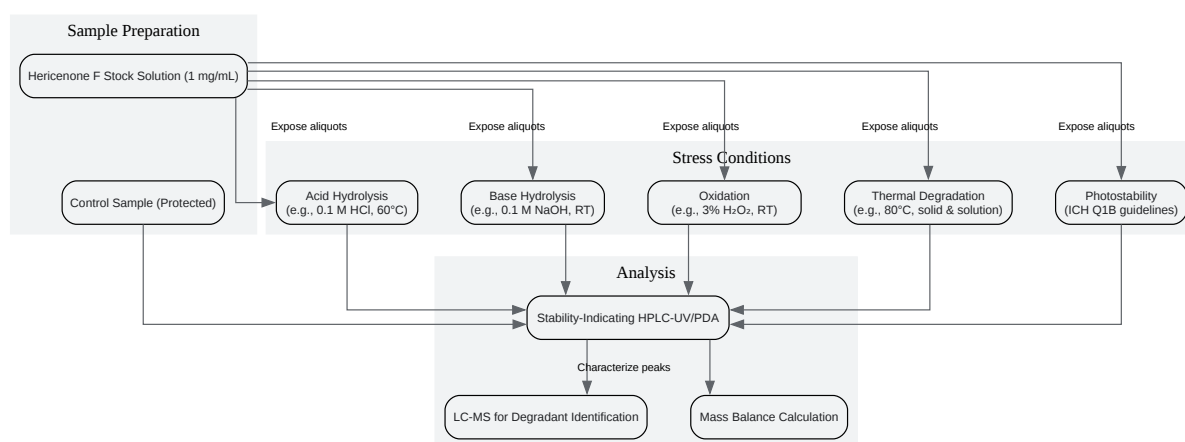 Sample Preparation
Hericenone F Stock Solution (1 mg/mL)
Expose aliquots
Expose aliquots
Expose aliquots
Expose aliquots
Expose aliquots
Stress Conditions
Control Sample (Protected)
Acid Hydrolysis
(e.g., 0.1 M HCl, 60°C)
Base Hydrolysis
(e.g., 0.1 M NaOH, RT)
Oxidation
(e.g., 3% H₂O₂, RT)
Thermal Degradation
(e.g., 80°C, solid & solution)
Photostability
(ICH Q1B guidelines)
Analysis
Stability-Indicating HPLC-UV/PDA
Characterize peaks
LC-MS for Degradant Identification
Mass Balance Calculation